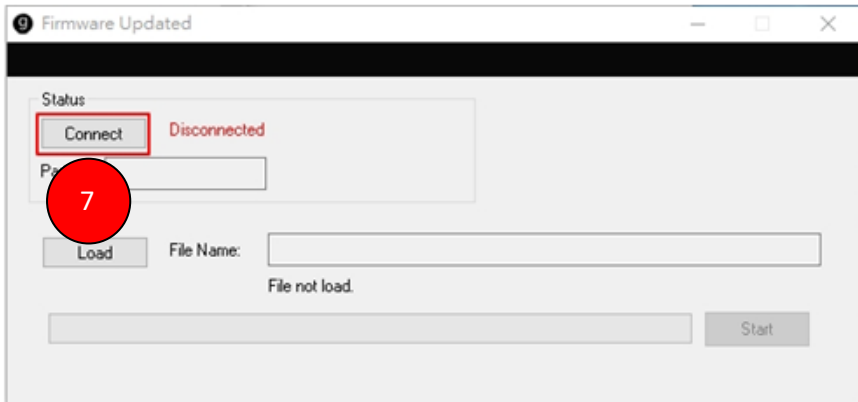 g Firmware Updated
Status
Connect Disconnected
7
Load File Name:
File not load.
Start